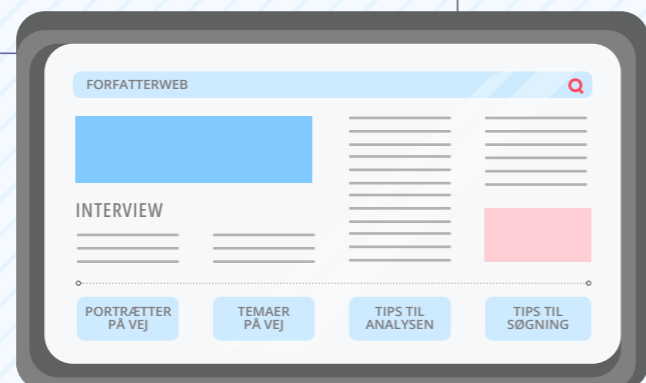 FORFATTERWEB
INTERVIEW
PORTRÆTTER
PÅ VEJ
TEMAER
PÅ VEJ
TIPS TIL
ANALYSEN
TIPS TIL
SØGNING